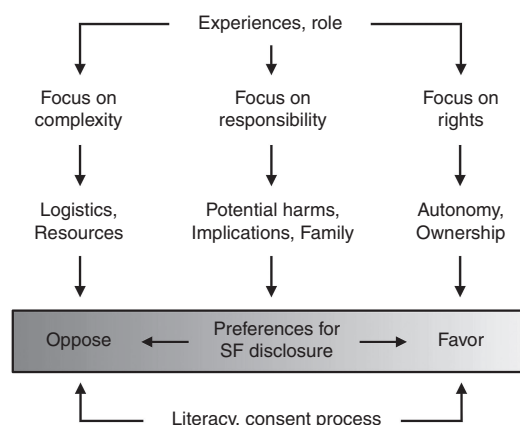 Experiences, role
Focus on
complexity
Focus on
responsibility
Focus on
rights
Logistics,
Resources
Potential harms,
Implications, Family
Autonomy,
Ownership
Oppose
Preferences for
SF disclosure
Favor
Literacy, consent process